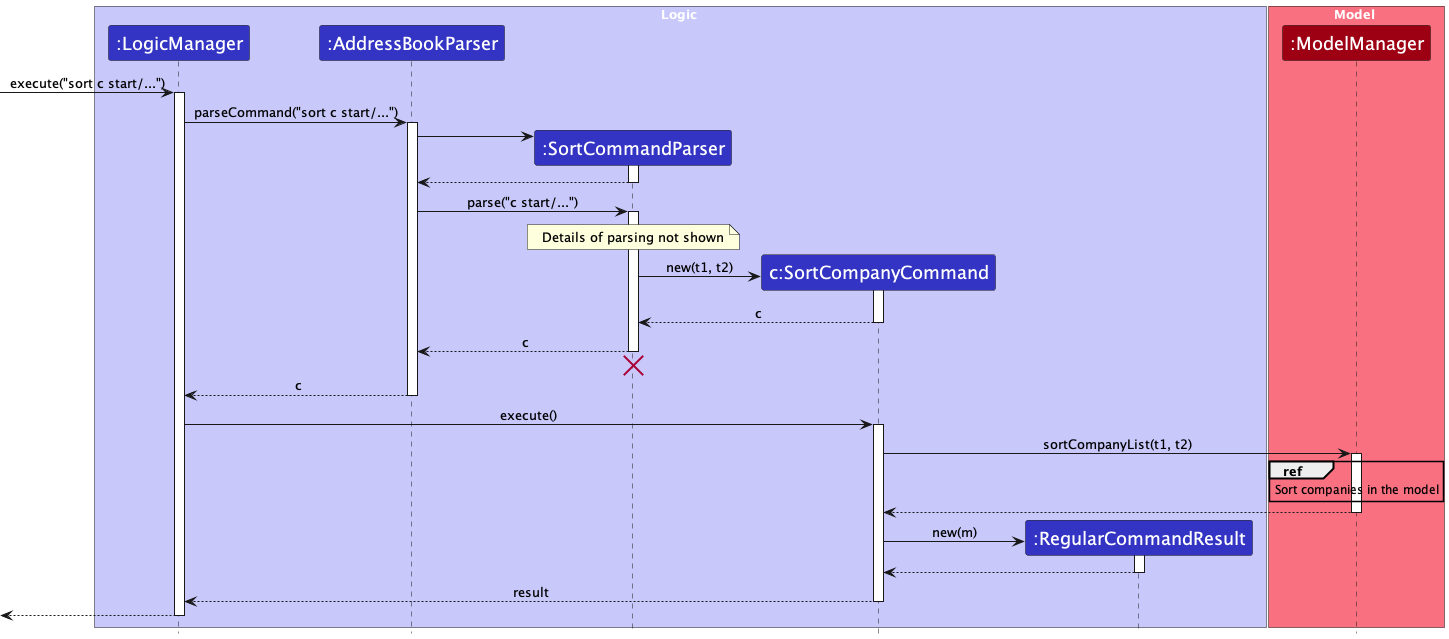 Logic
Model
:LogicManager
:AddressBookParser
:ModelManager
execute("sort c start/...")
parseCommand("sort c start/...")
:SortCommandParser
parse("c start/...")
Details of parsing not shown
new(t1, t2)
c:SortCompanyCommand
c
c
c
execute()
sortCompanyList(t1, t2)
ref
Sort companies in the model
new(m)
:RegularCommandResult
result